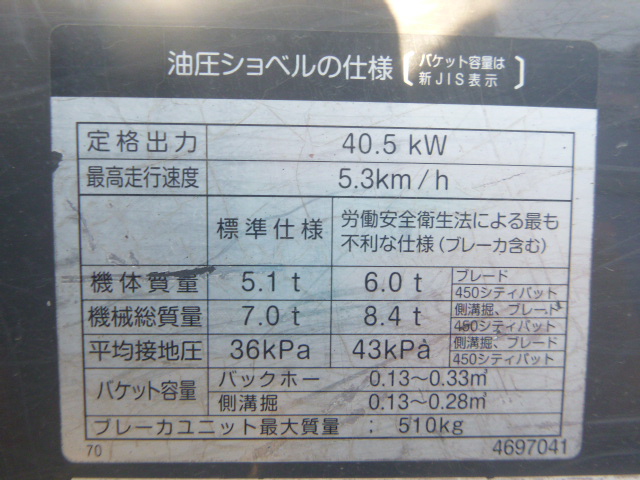 油圧ショベルの仕様〔バケット容量は
新JIS表示〕
定格出力 40.5 kW
最高走行速度 5.3km/h
標準仕様 労働安全衛生法による最も
不利な仕様(ブレーカ含む)
機体質量 5.1 t 6.0 t ブレード
450シティパット
機械総質量 7.0 t 8.4 t 側溝掘、ブレード
450シティパット
平均接地圧 36kPa 43kPa 側溝掘、ブレード
450シティパット
バケット容量 バックホー 0.13〜0.33㎥
側溝掘 0.13〜0.28㎥
ブレーカユニット最大質量 : 510kg
70 4697041